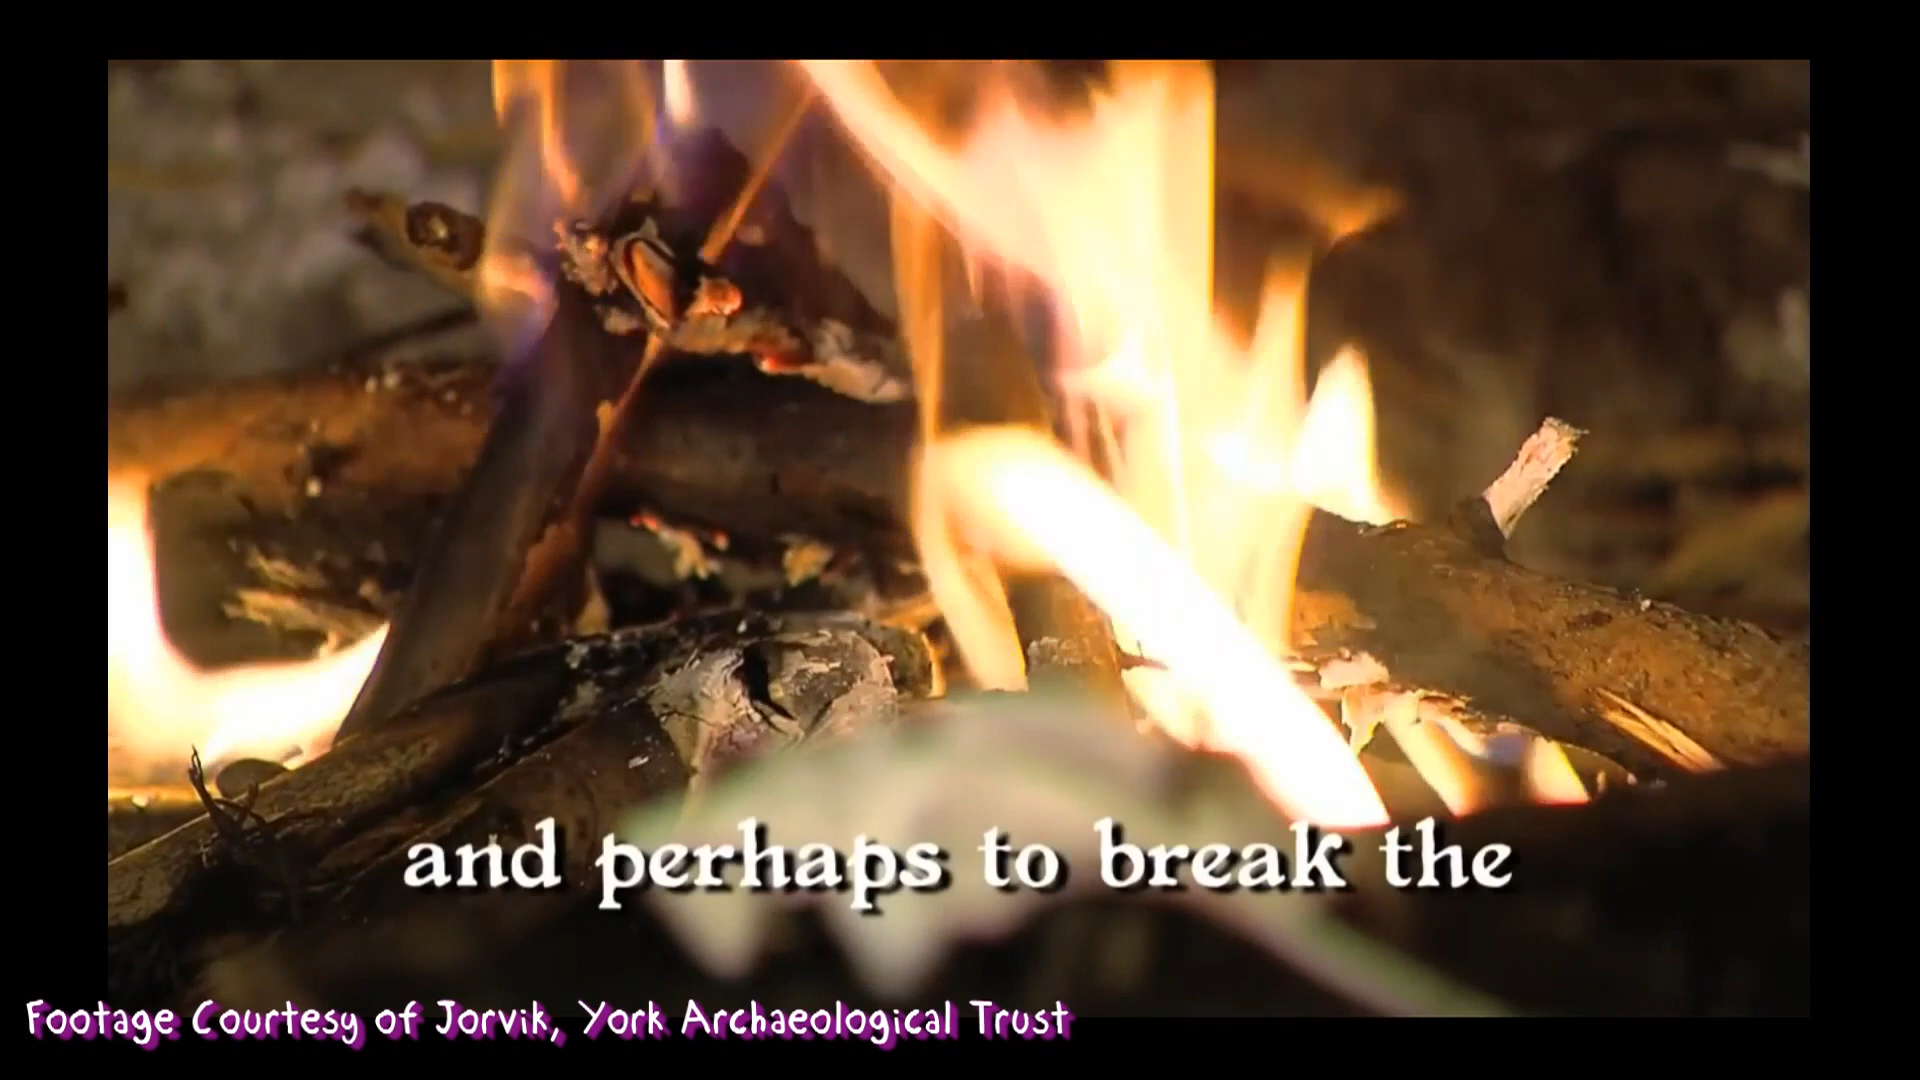 and perhaps to break the
Footage Courtesy of Jorvik, York Archaeological Trust